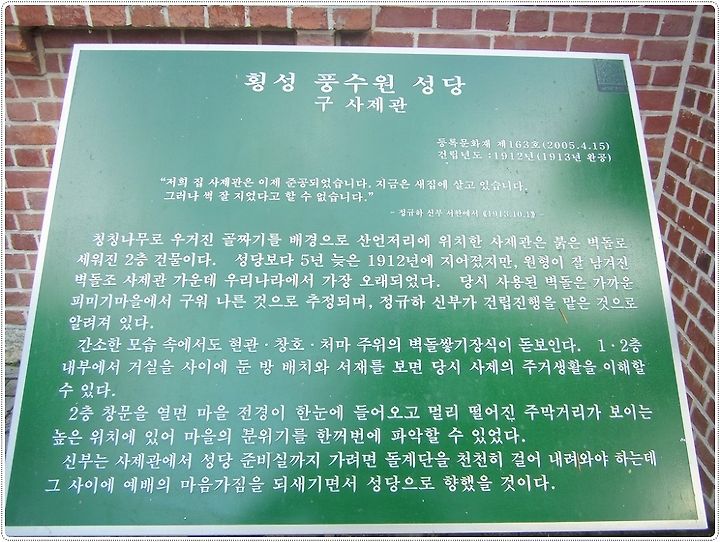 횡성 풍수원 성당
구 사제관
등록문화재 제163호(2005.4.15)
건립년도 : 1912년(1913년 완공)
“저희 집 사제관은 이제 준공되었습니다. 지금은 새집에 살고 있습니다.
그러나 썩 잘 지었다고 할 수 없습니다.”
- 정규하 신부 서한에서 (1913.10.1) -
칭칭나무로 우거진 골짜기를 배경으로 산언저리에 위치한 사제관은 붉은 벽돌로
세워진 2층 건물이다. 성당보다 5년 늦은 1912년에 지어졌지만, 원형이 잘 남겨진
벽돌조 사제관 가운데 우리나라에서 가장 오래되었다. 당시 사용된 벽돌은 가까운
피미기마을에서 구워 나른 것으로 추정되며, 정규하 신부가 건립진행을 맡은 것으로
알려져 있다.
간소한 모습 속에서도 현관 · 창호 · 처마 주위의 벽돌쌓기장식이 돋보인다. 1 · 2층
내부에서 거실을 사이에 둔 방 배치와 서재를 보면 당시 사제의 주거생활을 이해할
수 있다.
2층 창문을 열면 마을 전경이 한눈에 들어오고 멀리 떨어진 주막거리가 보이는
높은 위치에 있어 마을의 분위기를 한꺼번에 파악할 수 있었다.
신부는 사제관에서 성당 준비실까지 가려면 돌계단을 천천히 걸어 내려와야 하는데
그 사이에 예배의 마음가짐을 되새기면서 성당으로 향했을 것이다.